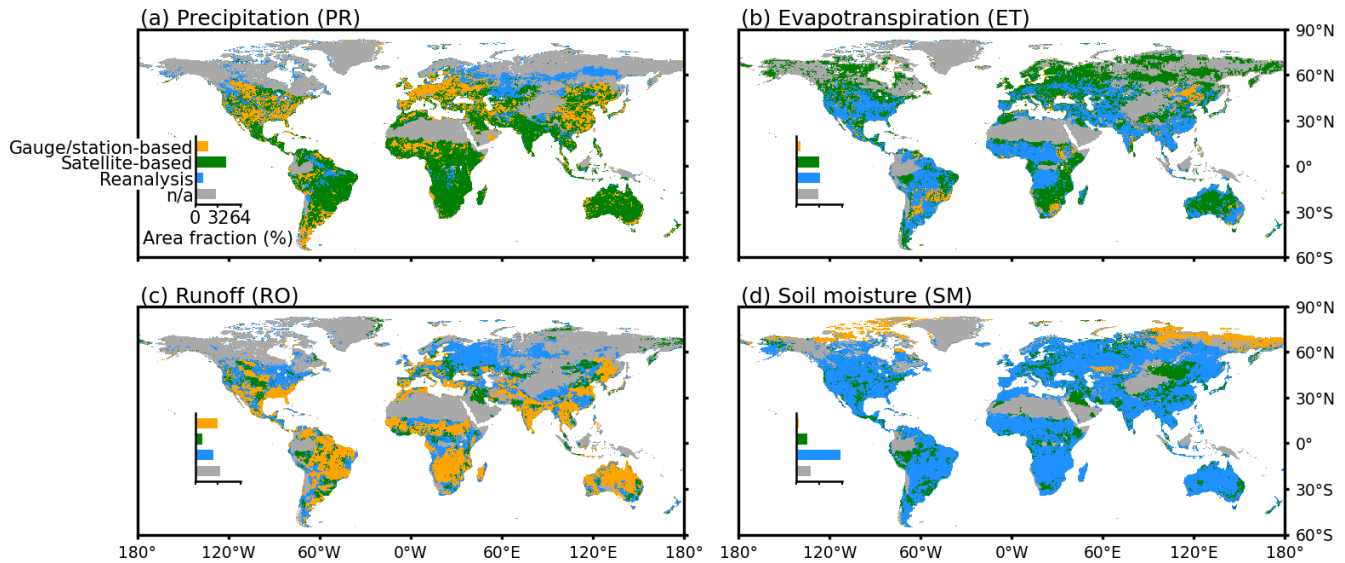 (a) Precipitation (PR)
(b) Evapotranspiration (ET)
90°N
60°N
30°N
0°
30°S
60°S
Gauge/station-based
Satellite-based
Reanalysis
n/a
0 32 64
Area fraction (%)
(c) Runoff (RO)
(d) Soil moisture (SM)
90°N
60°N
30°N
0°
30°S
60°S
180° 120°W 60°W 0°W 60°E 120°E 180°
180° 120°W 60°W 0°W 60°E 120°E 180°